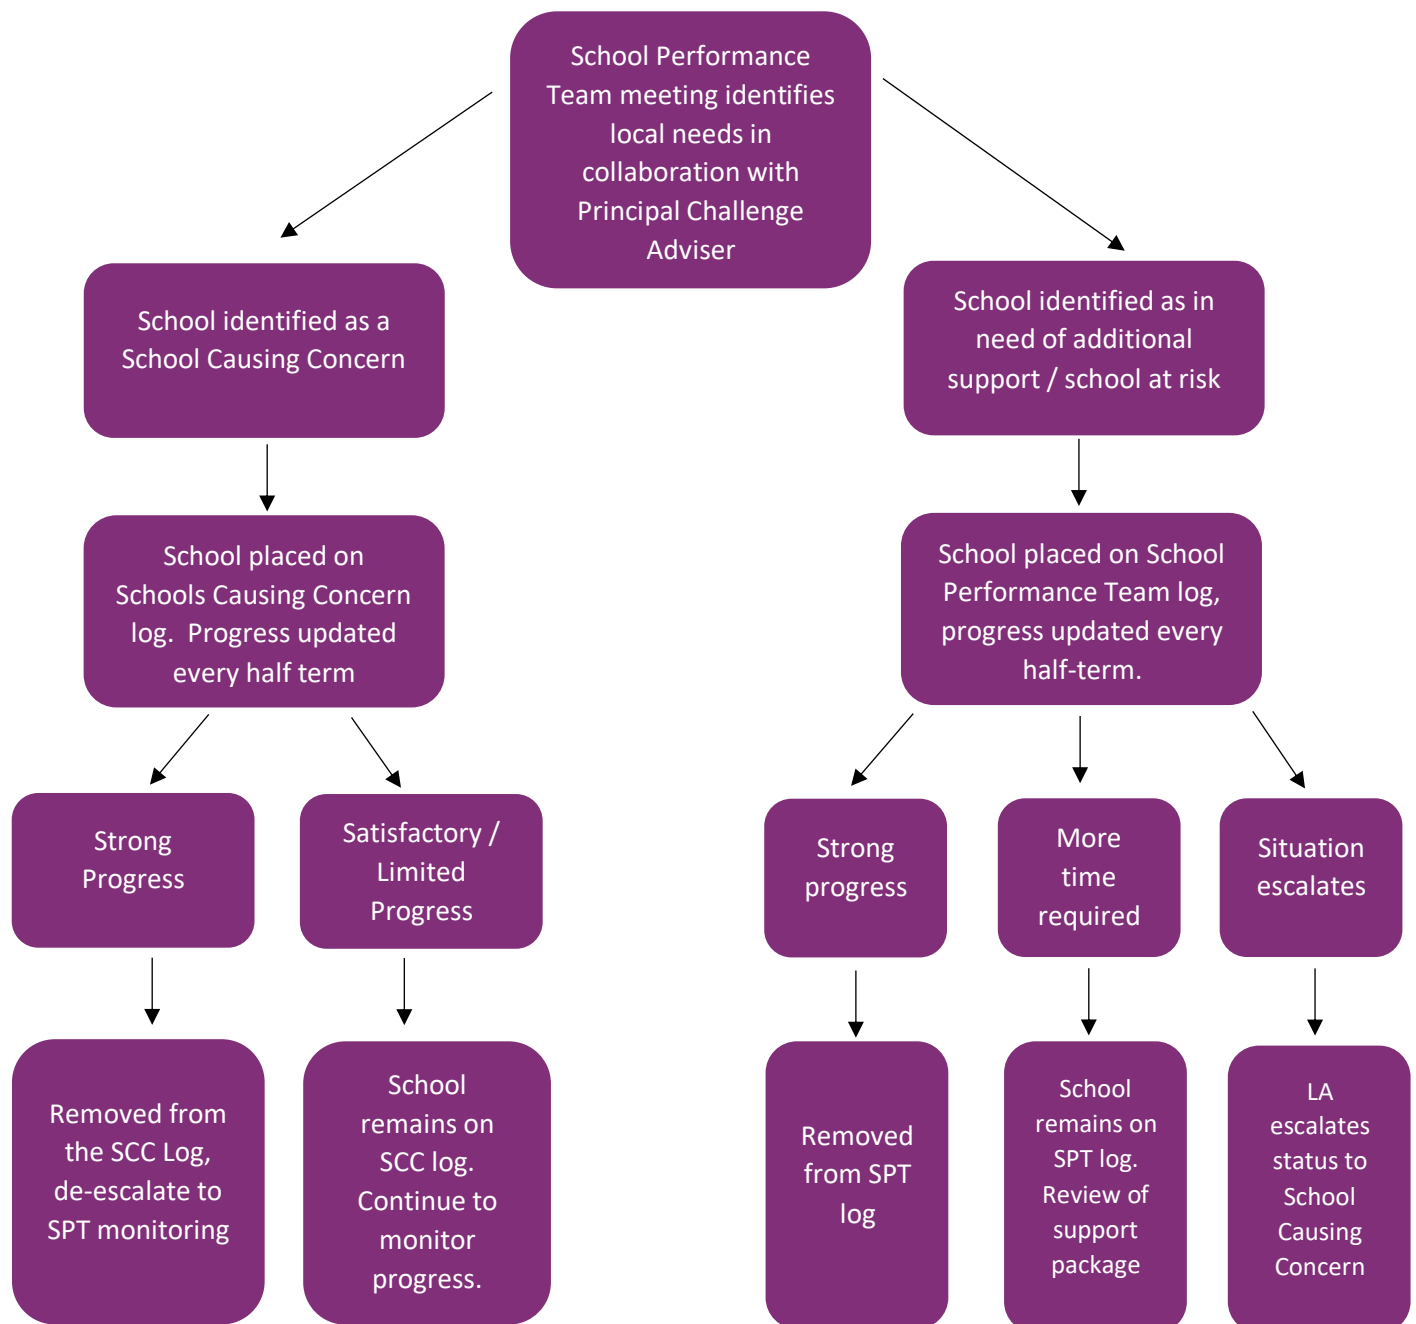 School Performance
Team meeting identifies
local needs in
collaboration with
Principal Challenge
Adviser
School identified as a
School Causing Concern
School identified as in
need of additional
support / school at risk
School placed on
Schools Causing Concern
log.  Progress updated
every half term
School placed on School
Performance Team log,
progress updated every
half-term.
Strong
Progress
Satisfactory /
Limited
Progress
Strong
progress
More
time
required
Situation
escalates
Removed from
the SCC Log,
de-escalate to
SPT monitoring
School
remains on
SCC log.
Continue to
monitor
progress.
Removed
from SPT
log
School
remains on
SPT log.
Review of
support
package
LA
escalates
status to
School
Causing
Concern